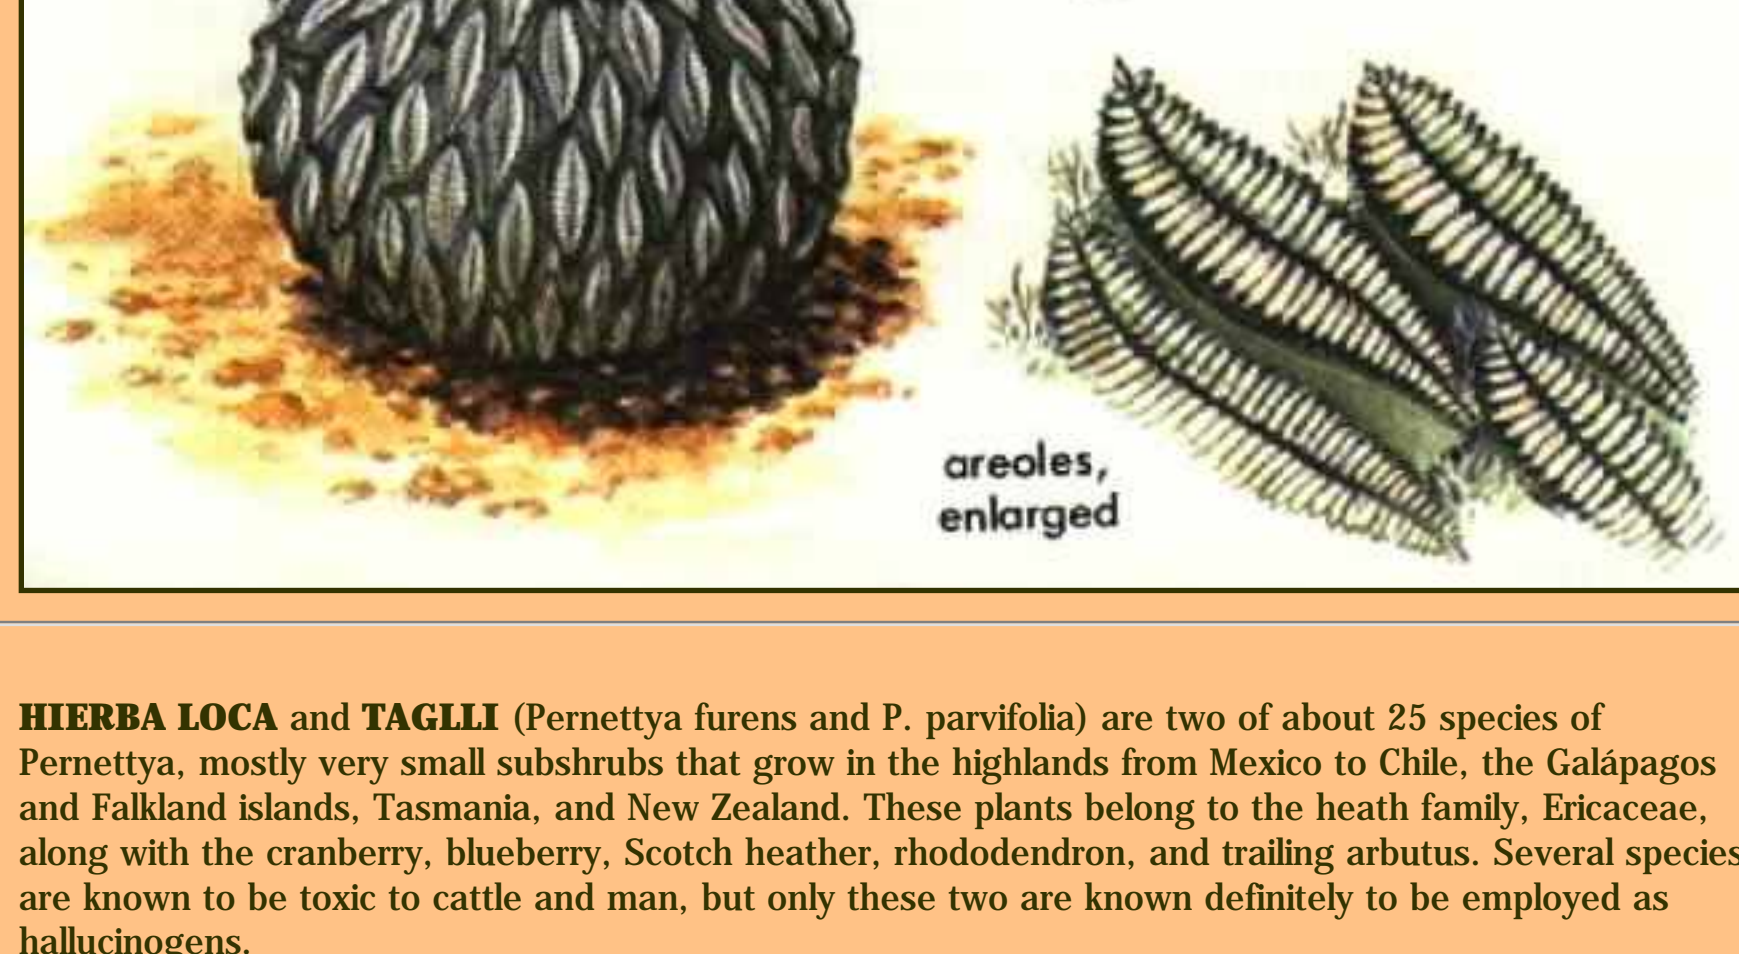 areoles,
enlarged
HIERBA LOCA and TAGLLI (Pernettya furens and P. parvifolia) are two of about 25 species of
Pernettya, mostly very small subshrubs that grow in the highlands from Mexico to Chile, the Galápagos
and Falkland islands, Tasmania, and New Zealand. These plants belong to the heath family, Ericaceae,
along with the cranberry, blueberry, Scotch heather, rhododendron, and trailing arbutus. Several species
are known to be toxic to cattle and man, but only these two are known definitely to be employed as
hallucinogens.